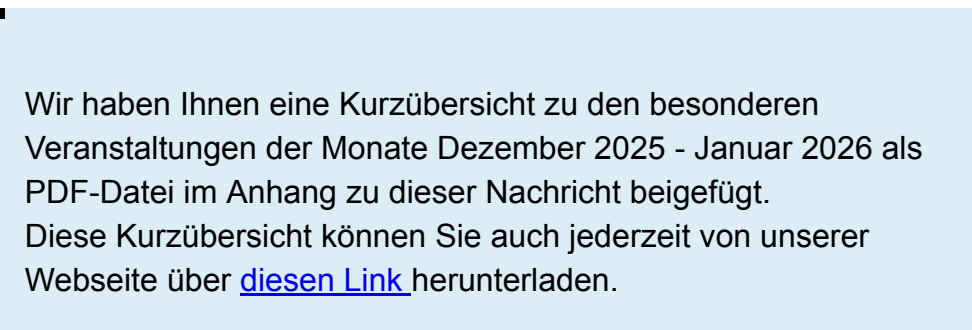 Wir haben Ihnen eine Kurzübersicht zu den besonderen
Veranstaltungen der Monate Dezember 2025 - Januar 2026 als
PDF-Datei im Anhang zu dieser Nachricht beigefügt.
Diese Kurzübersicht können Sie auch jederzeit von unserer
Webseite über diesen Link herunterladen.